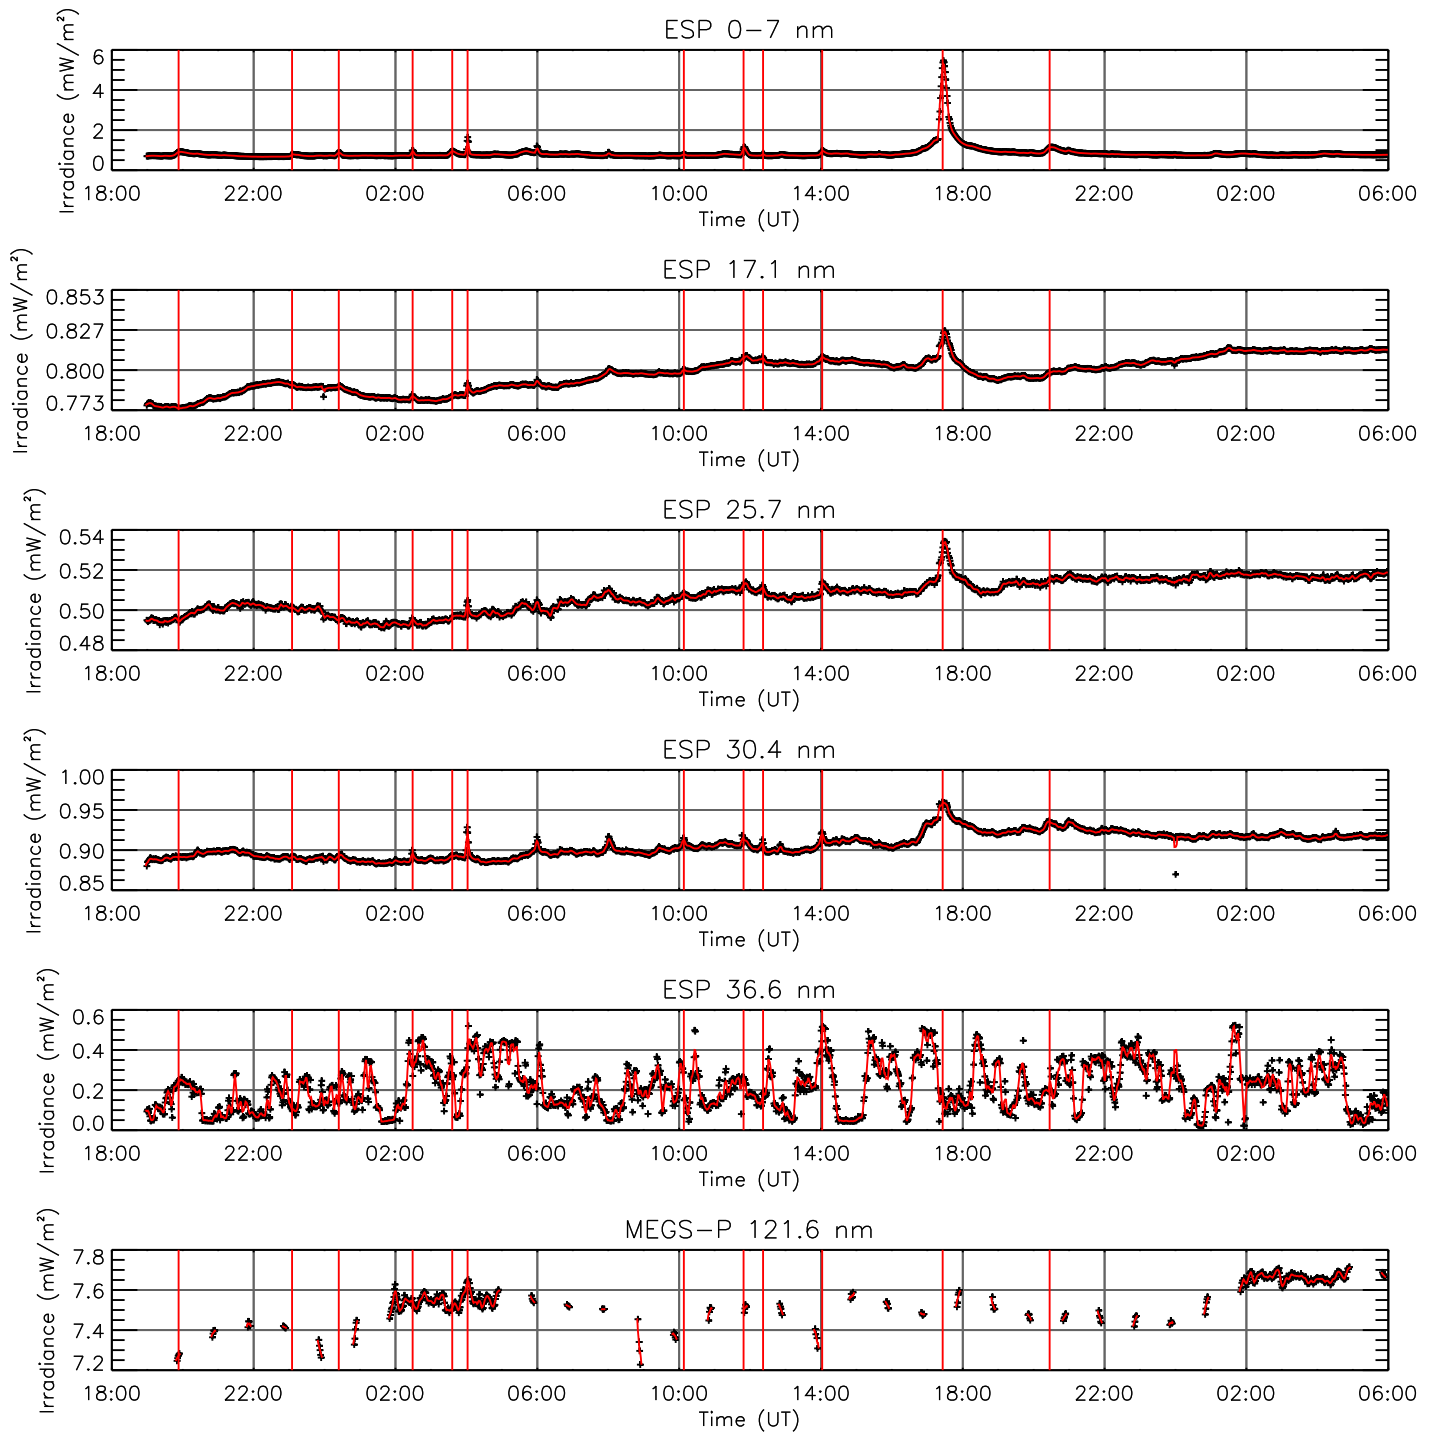 ESP 0-7 nm
Irradiance (mW/m²)
6
4
2
0
18:00 22:00 02:00 06:00 10:00 14:00 18:00 22:00 02:00 06:00
Time (UT)
ESP 17.1 nm
Irradiance (mW/m²)
0.853
0.827
0.800
0.773
18:00 22:00 02:00 06:00 10:00 14:00 18:00 22:00 02:00 06:00
Time (UT)
ESP 25.7 nm
Irradiance (mW/m²)
0.54
0.52
0.50
0.48
18:00 22:00 02:00 06:00 10:00 14:00 18:00 22:00 02:00 06:00
Time (UT)
ESP 30.4 nm
Irradiance (mW/m²)
1.00
0.95
0.90
0.85
18:00 22:00 02:00 06:00 10:00 14:00 18:00 22:00 02:00 06:00
Time (UT)
ESP 36.6 nm
Irradiance (mW/m²)
0.6
0.4
0.2
0.0
18:00 22:00 02:00 06:00 10:00 14:00 18:00 22:00 02:00 06:00
Time (UT)
MEGS-P 121.6 nm
Irradiance (mW/m²)
7.8
7.6
7.4
7.2
18:00 22:00 02:00 06:00 10:00 14:00 18:00 22:00 02:00 06:00
Time (UT)